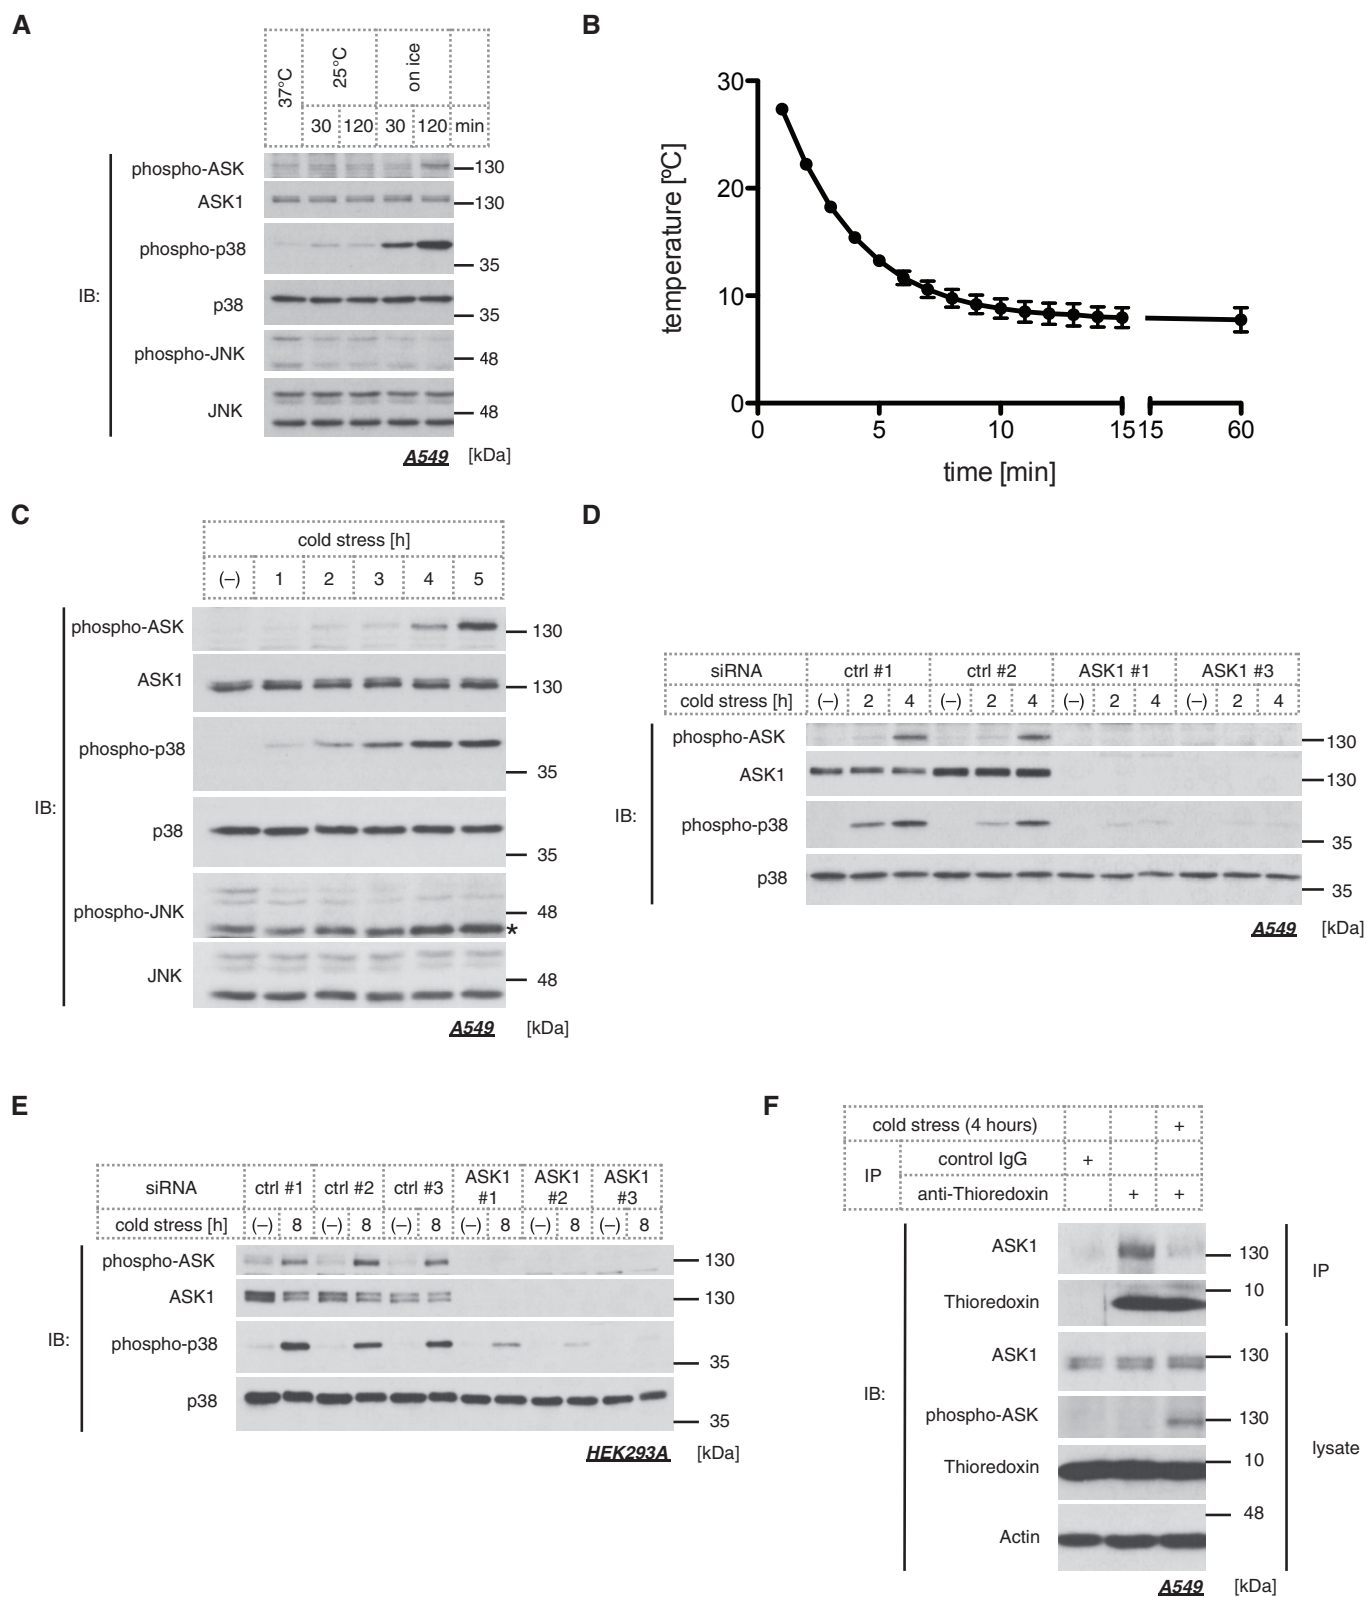 A
37°C
25°C
on ice
30 120 30 120 min
phospho-ASK 130
ASK1 130
phospho-p38 35
IB:
p38 35
phospho-JNK 48
JNK 48
A549 [kDa]
B
temperature [ºC]
30
20
10
0
0 5 10 15 15 60
time [min]
C
cold stress [h]
(–) 1 2 3 4 5
phospho-ASK 130
ASK1 130
phospho-p38 35
IB:
p38 35
phospho-JNK 48
*
JNK 48
A549 [kDa]
D
siRNA ctrl #1 ctrl #2 ASK1 #1 ASK1 #3
cold stress [h] (–) 2 4 (–) 2 4 (–) 2 4 (–) 2 4
phospho-ASK 130
ASK1 130
IB:
phospho-p38 35
p38 35
A549 [kDa]
E
siRNA ctrl #1 ctrl #2 ctrl #3 ASK1 #1 ASK1 #2 ASK1 #3
cold stress [h] (–) 8 (–) 8 (–) 8 (–) 8 (–) 8 (–) 8
phospho-ASK 130
ASK1 130
IB:
phospho-p38 35
p38 35
HEK293A [kDa]
F
cold stress (4 hours) +
IP
control IgG +
anti-Thioredoxin + +
ASK1 130
IP
Thioredoxin 10
ASK1 130
IB:
phospho-ASK 130
lysate
Thioredoxin 10
48
Actin
A549 [kDa]